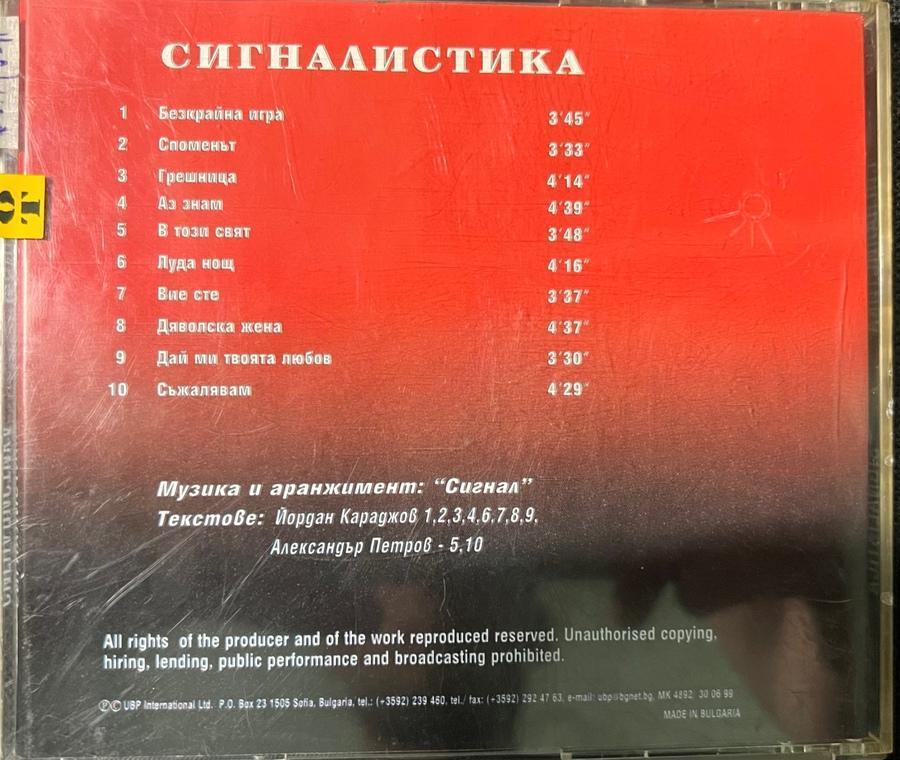 СИГНАЛИСТИКА
1 Безкрайна игра 3'45"
2 Споменът 3'33"
3 Грешница 4'14"
4 Аз знам 4'39"
5 В този свят 3'48"
6 Луда нощ 4'16"
7 Вие сте 3'37"
8 Дяволска жена 4'37"
9 Дай ми твоята любов 3'30"
10 Съжалявам 4'29"
Музика и аранжимент: “Сигнал”
Текстове: Йордан Караджов 1,2,3,4,6,7,8,9,
Александър Петров - 5,10
All rights of the producer and of the work reproduced reserved. Unauthorised copying,
hiring, lending, public performance and broadcasting prohibited.
℗© UBP International Ltd. P.O. Box 23 1505 Sofia, Bulgaria, tel.: (+3592) 239 460, tel./ fax: (+3592) 292 47 63, e-mail: ubp@bgnet.bg, MK 4892; 30 06 99
MADE IN BULGARIA